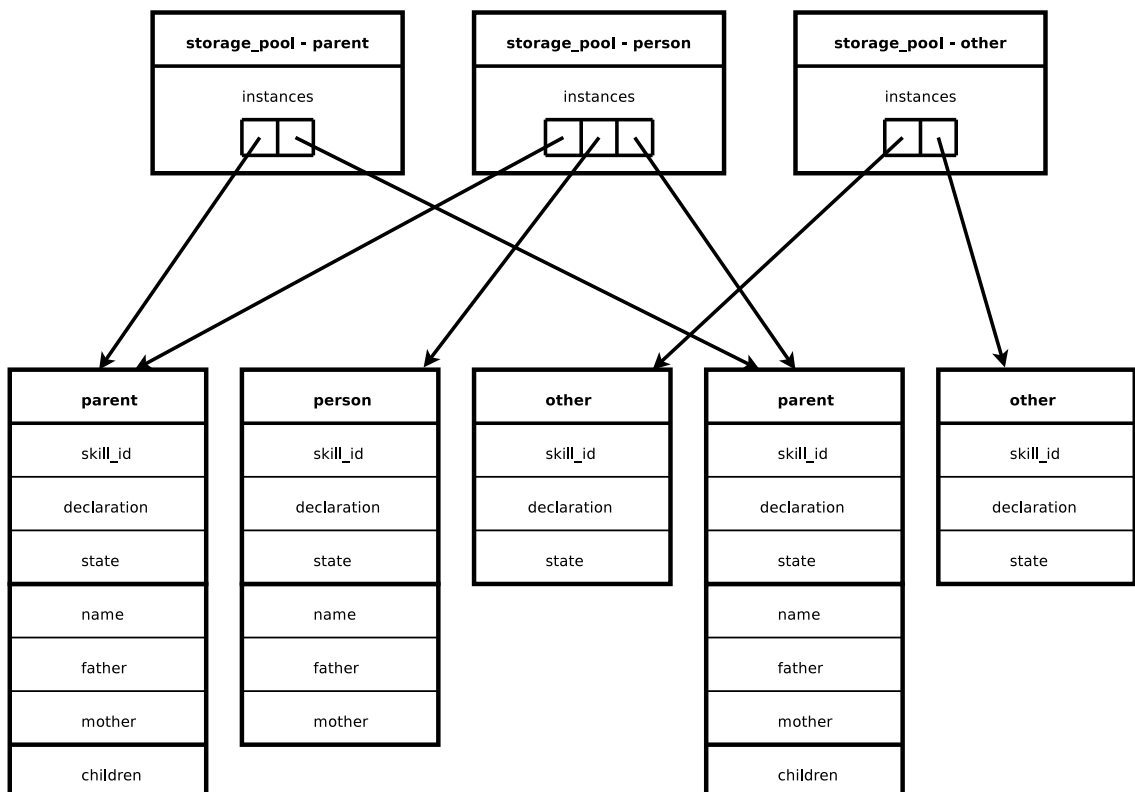 storage_pool - parent
instances
storage_pool - person
instances
storage_pool - other
instances
parent
skill_id
declaration
state
name
father
mother
children
person
skill_id
declaration
state
name
father
mother
other
skill_id
declaration
state
parent
skill_id
declaration
state
name
father
mother
children
other
skill_id
declaration
state